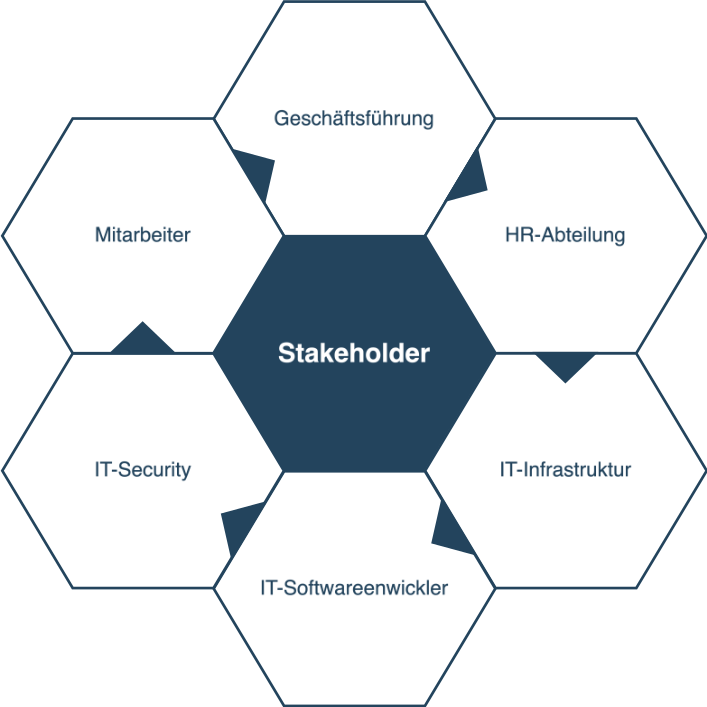 Geschäftsführung
Mitarbeiter
HR-Abteilung
Stakeholder
IT-Security
IT-Infrastruktur
IT-Softwareenwickler